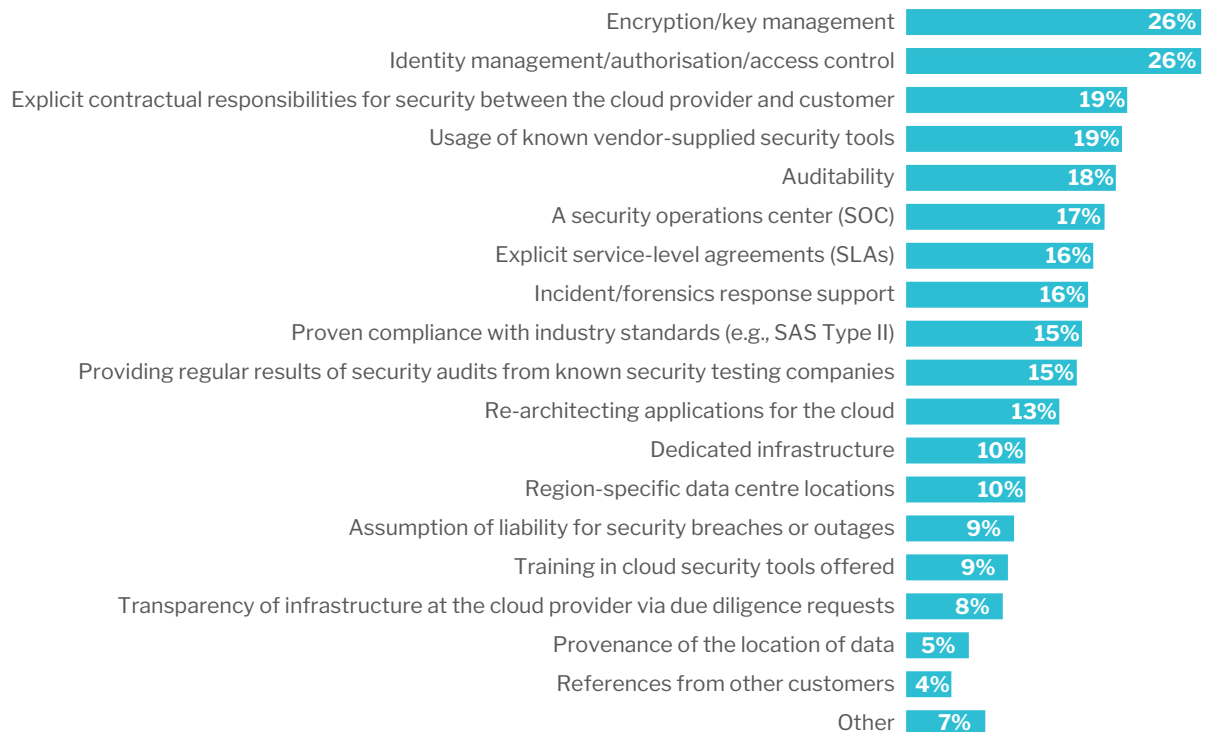 Encryption/key management 26%
Identity management/authorisation/access control 26%
Explicit contractual responsibilities for security between the cloud provider and customer 19%
Usage of known vendor-supplied security tools 19%
Auditability 18%
A security operations center (SOC) 17%
Explicit service-level agreements (SLAs) 16%
Incident/forensics response support 16%
Proven compliance with industry standards (e.g., SAS Type II) 15%
Providing regular results of security audits from known security testing companies 15%
Re-architecting applications for the cloud 13%
Dedicated infrastructure 10%
Region-specific data centre locations 10%
Assumption of liability for security breaches or outages 9%
Training in cloud security tools offered 9%
Transparency of infrastructure at the cloud provider via due diligence requests 8%
Provenance of the location of data 5%
References from other customers 4%
Other 7%